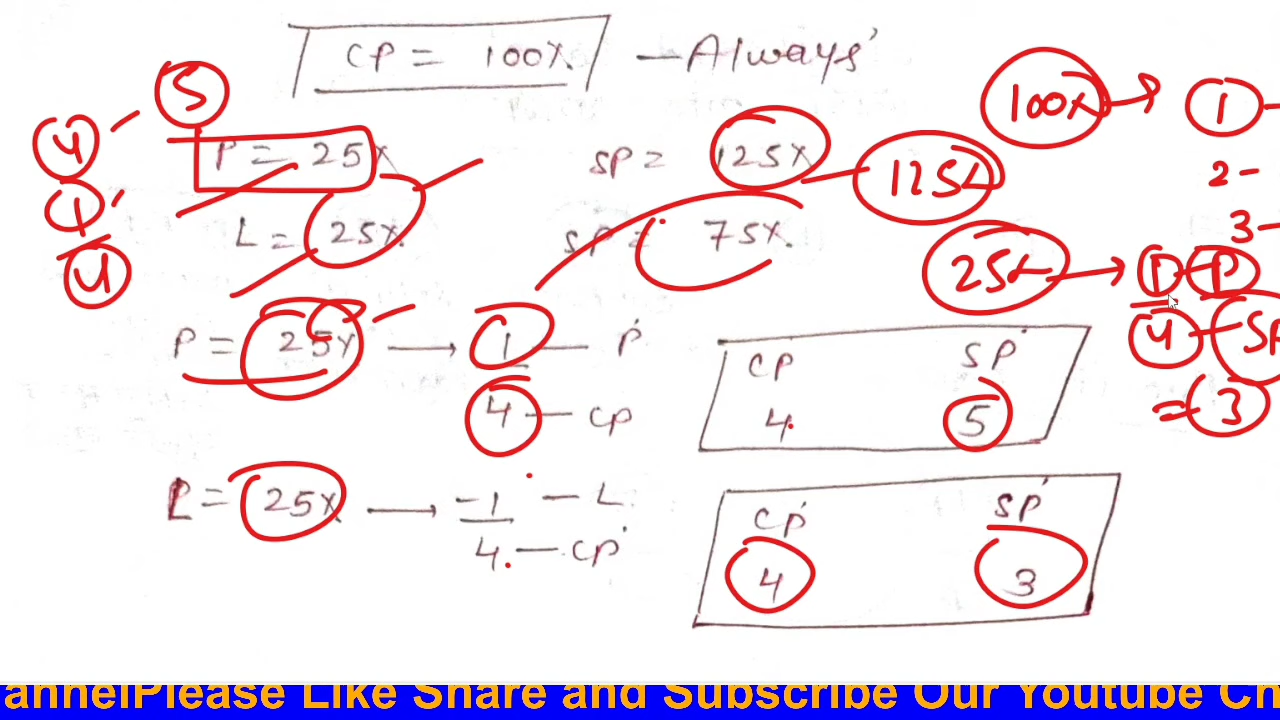 CP = 100% — Always
100% → 1
5
4
P = 25%
SP = 125%
125%
2 -
1
L = 25%
SP = 75%
3 -
4
25% → 1 - P
P = 25% → 1 — P
4 - SP
4 — CP
CP SP
4 5
= 3
L = 25% → -1 — L
4 — CP
CP SP
4 3
annelPlease Like Share and Subscribe Our Youtube Ch